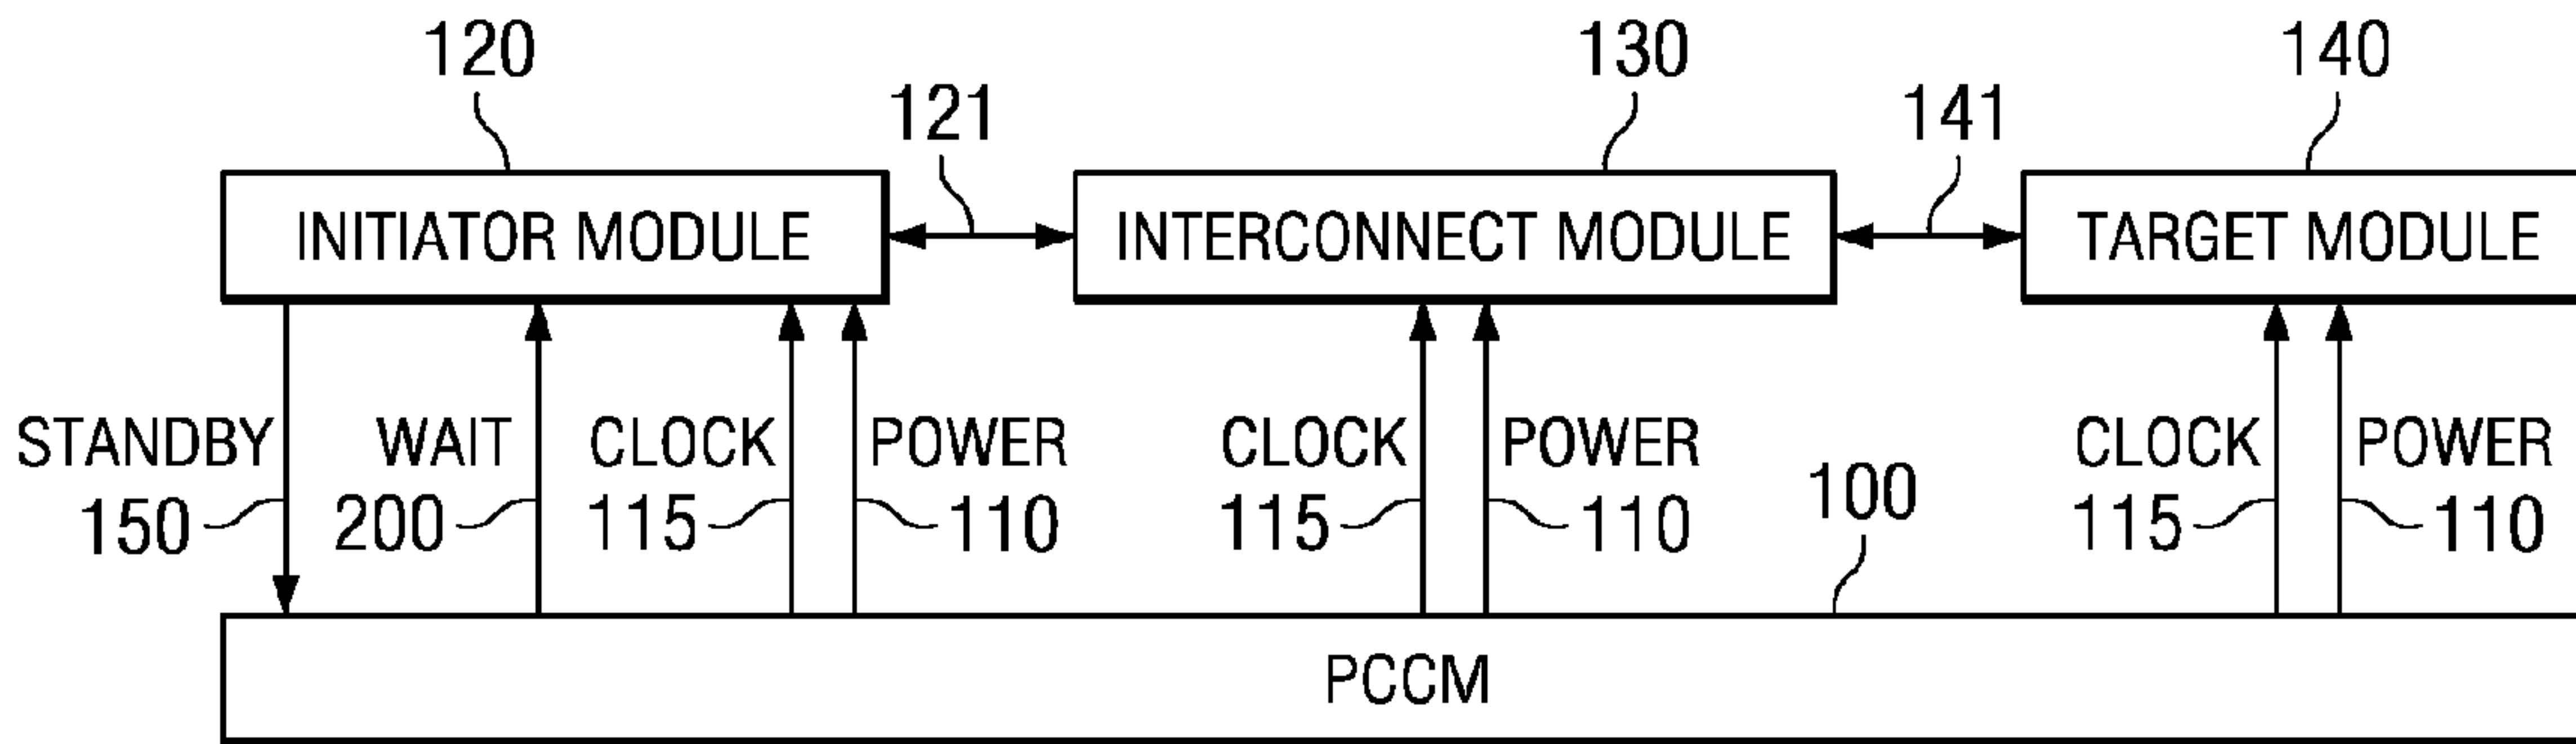 120
130
140
121
141
INITIATOR MODULE
INTERCONNECT MODULE
TARGET MODULE
STANDBY
150
WAIT
200
CLOCK
115
POWER
110
CLOCK
115
POWER
110
100
CLOCK
115
POWER
110
PCCM